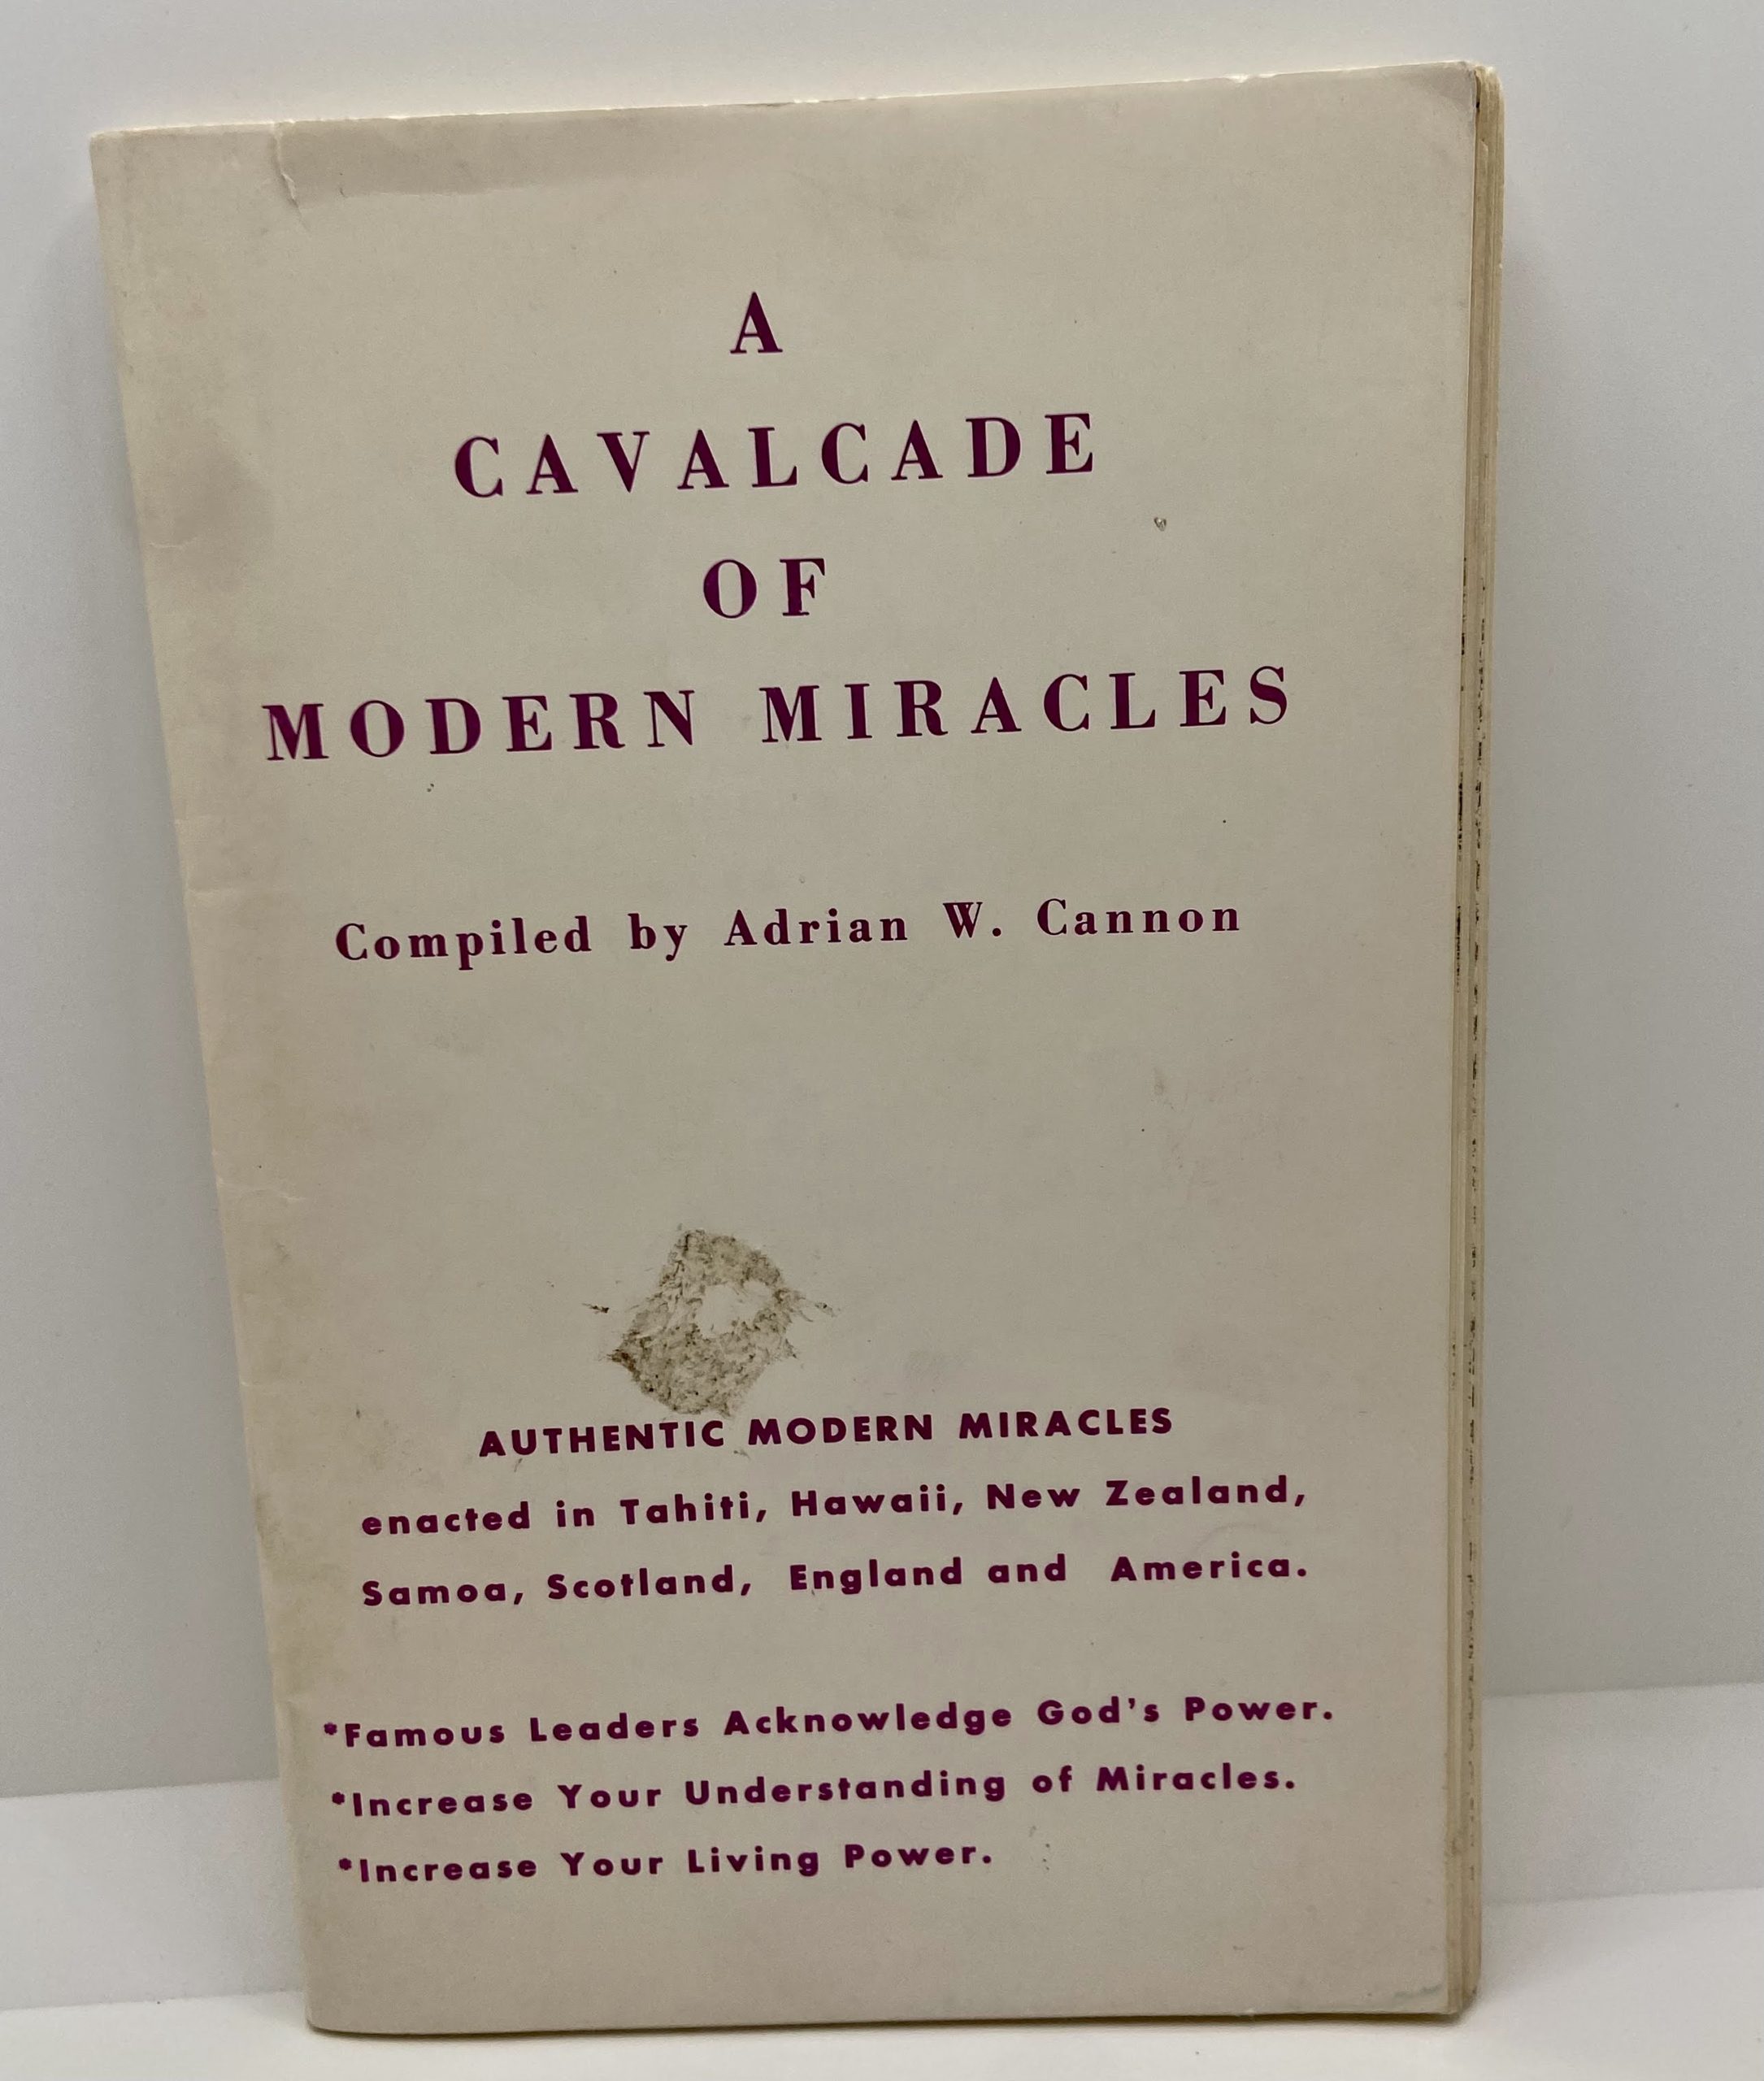 A
CAVALCADE
OF
MODERN MIRACLES
Compiled by Adrian W. Cannon
AUTHENTIC MODERN MIRACLES
enacted in Tahiti, Hawaii, New Zealand,
Samoa, Scotland, England and America.
*Famous Leaders Acknowledge God's Power.
*Increase Your Understanding of Miracles.
*Increase Your Living Power.